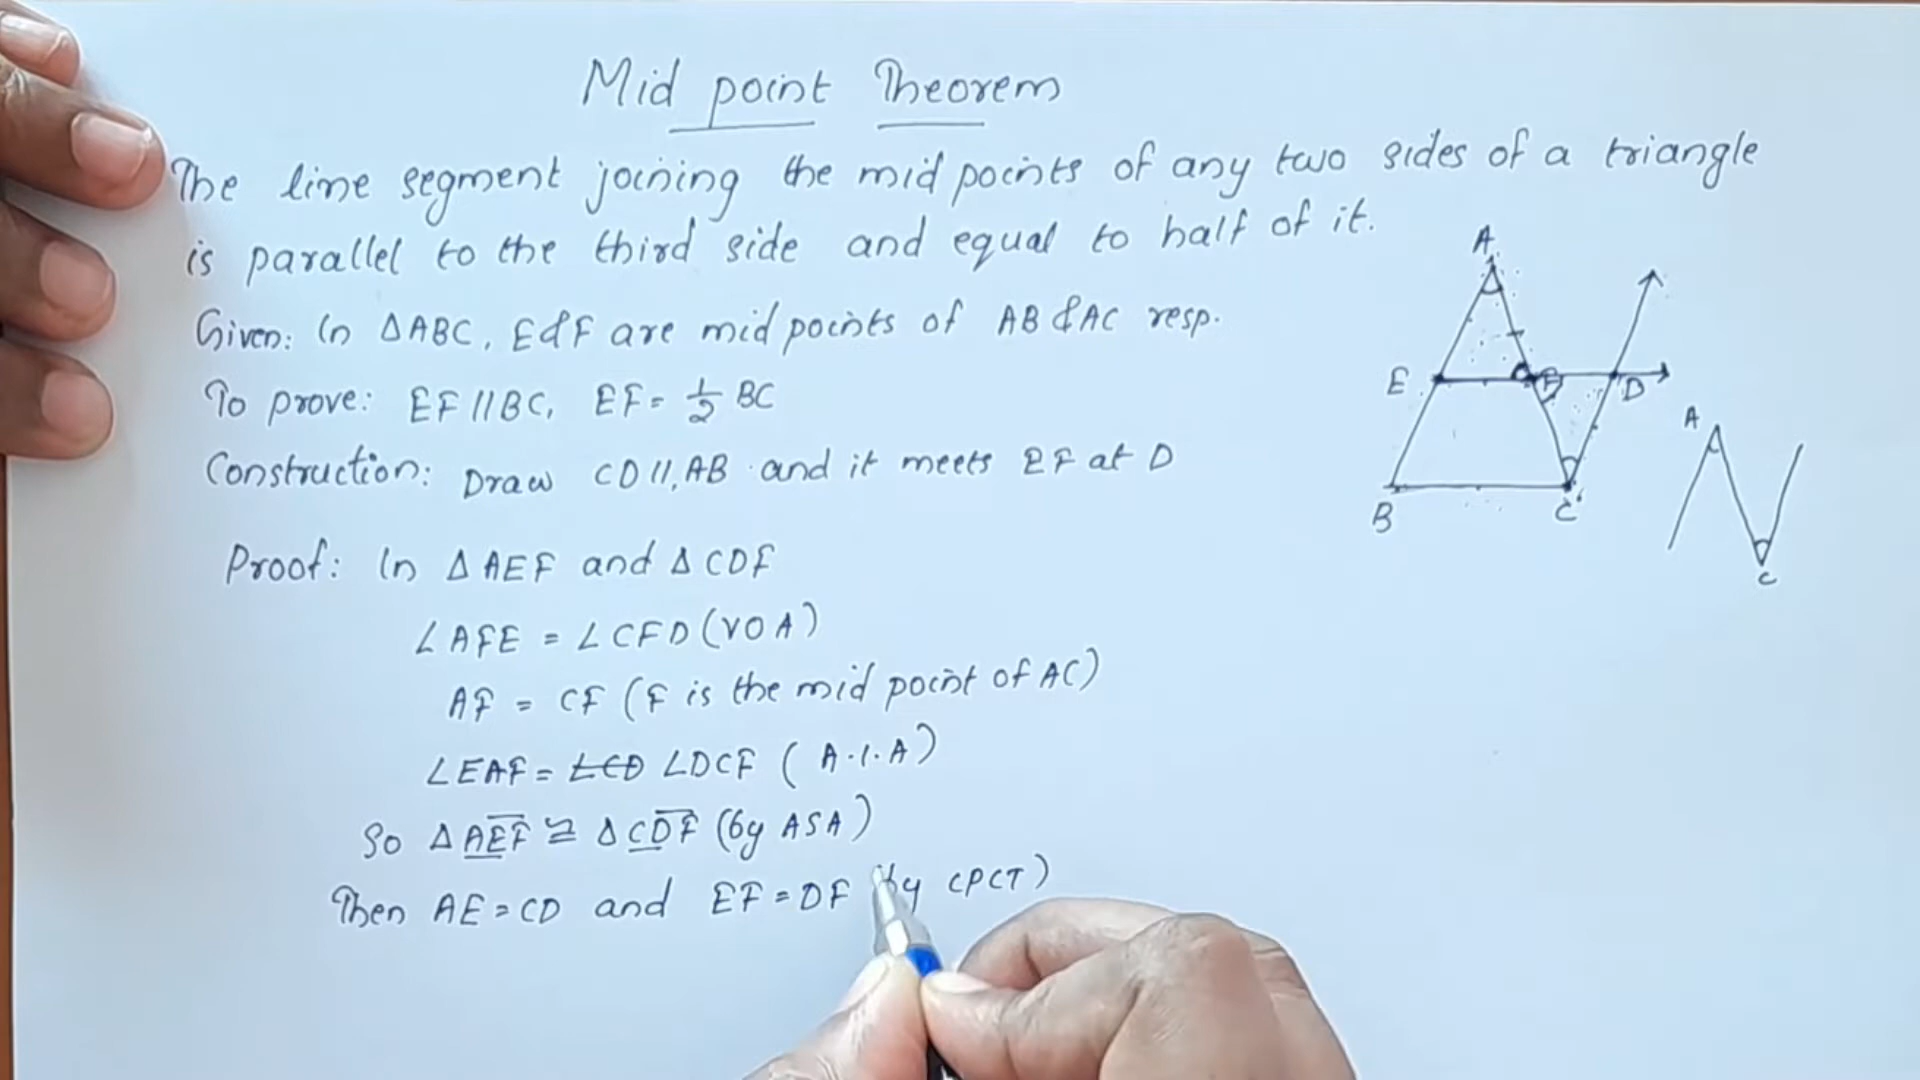 Mid point Theorem
The line segment joining the mid points of any two sides of a triangle
is parallel to the third side and equal to half of it.
Given: In ΔABC, E&F are mid points of AB & AC resp.
To prove: EF//BC, EF = 1/2 BC
Construction: Draw CD//AB and it meets EF at D
Proof: In ΔAEF and ΔCDF
∠AFE = ∠CFD (VOA)
AF = CF (F is the mid point of AC)
∠EAF = ∠CD ∠DCF (A.I.A)
So ΔAEF ≅ ΔCDF (by ASA)
Then AE = CD and EF = DF by CPCT)
A
E
F
D
B
C
A
C